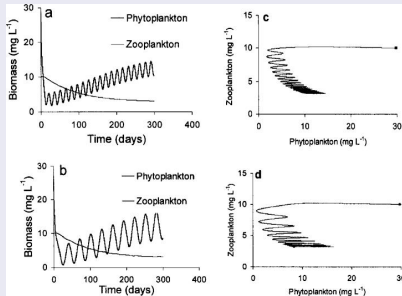 a
Phytoplankton
Zooplankton
Biomass (mg L⁻¹)
30
20
10
0
0 100 200 300 400
Time (days)
b
Phytoplankton
Zooplankton
Biomass (mg L⁻¹)
30
20
10
0
0 100 200 300 400
Time (days)
c
Zooplankton (mg L⁻¹)
15
10
5
0
0 10 20 30
Phytoplankton (mg L⁻¹)
d
Zooplankton (mg L⁻¹)
15
10
5
0
0 10 20 30
Phytoplankton (mg L⁻¹)